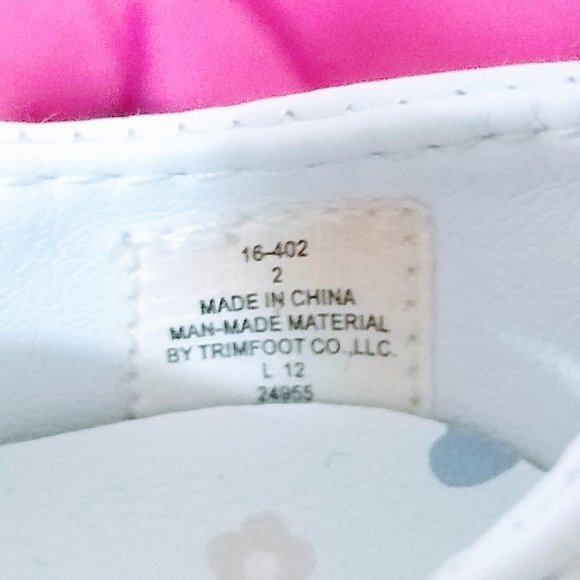 16-402
2
MADE IN CHINA
MAN-MADE MATERIAL
BY TRIMFOOT CO.,LLC.
L 12
24955